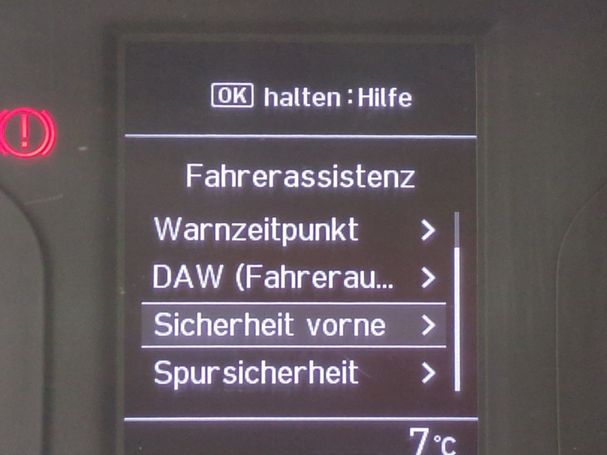 OK halten : Hilfe
Fahrerassistenz
Warnzeitpunkt >
DAW (Fahrerau... >
Sicherheit vorne >
Spursicherheit >
7 °C